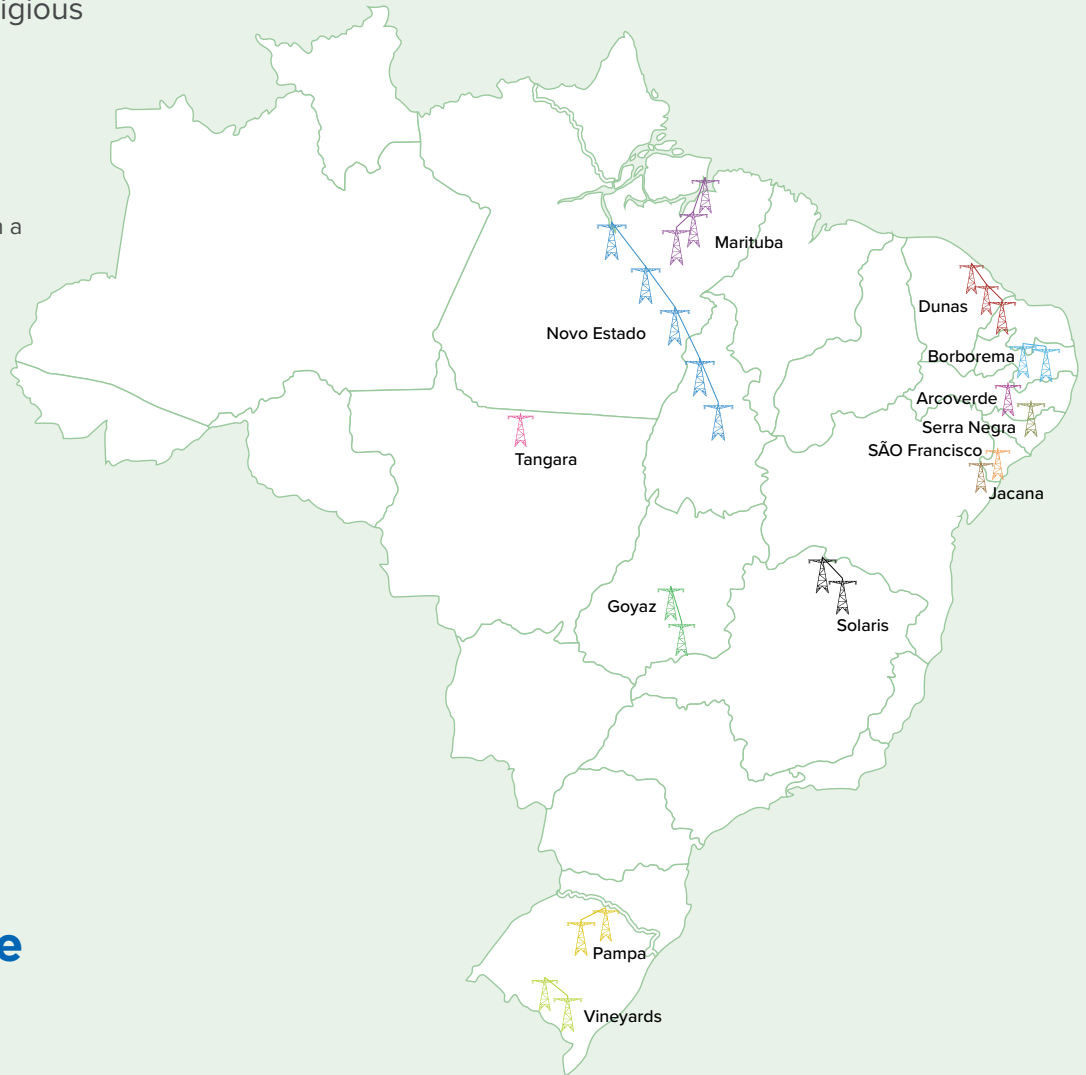 igious
a
Marituba
Dunas
Novo Estado
Borborema
Arcoverde
Serra Negra
SÃO Francisco
Tangara
Jacana
Goyaz
Solaris
e
Pampa
Vineyards